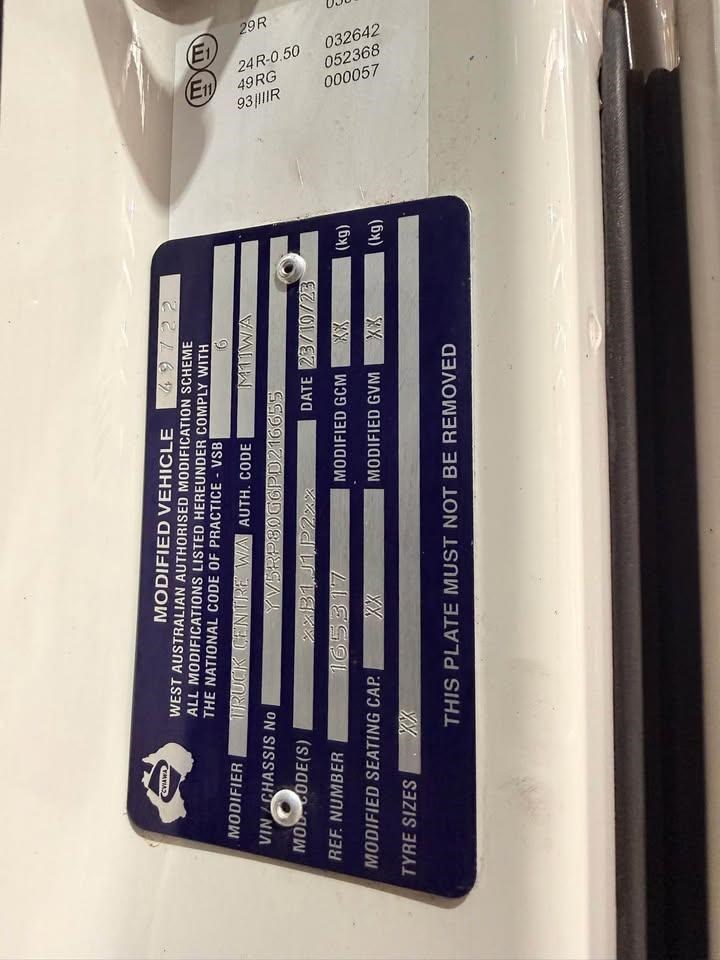 29R
E1
24R-0.50 032642
E11
49RG 052368
93|IIIR 000057
MODIFIED VEHICLE 49722
WEST AUSTRALIAN AUTHORISED MODIFICATION SCHEME
ALL MODIFICATIONS LISTED HEREUNDER COMPLY WITH
THE NATIONAL CODE OF PRACTICE - VSB 6
CVIAWA
MODIFIER TRUCK CENTRE WA AUTH. CODE M11WA
VIN / CHASSIS No YV5RP80G6PD216655
MOD. CODE(S) xxB1J1P2xx DATE 23/10/23
REF. NUMBER 165317 MODIFIED GCM XX (kg)
MODIFIED SEATING CAP. XX MODIFIED GVM XX (kg)
TYRE SIZES XX
THIS PLATE MUST NOT BE REMOVED